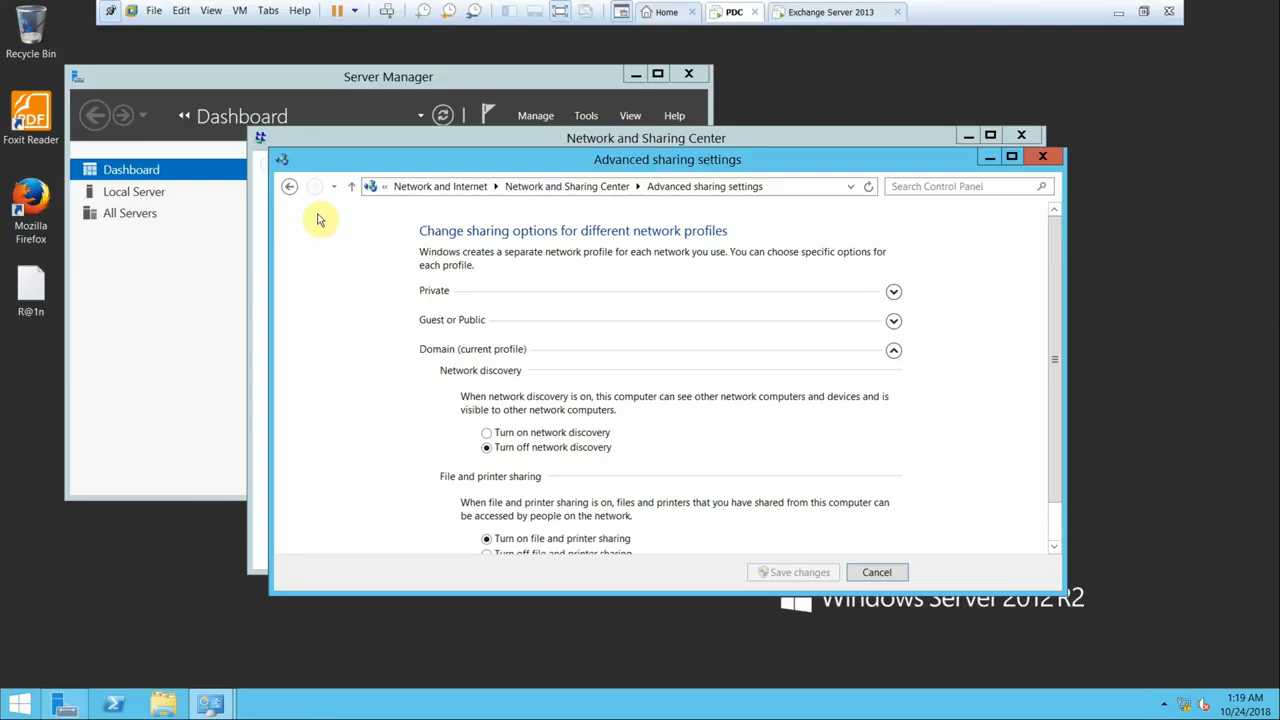 File Edit View VM Tabs Help
Home PDC Exchange Server 2013
Recycle Bin
Foxit Reader
Mozilla
Firefox
R@1n
Server Manager
Dashboard
Manage Tools View Help
Dashboard
Local Server
All Servers
Network and Sharing Center
Advanced sharing settings
Network and Internet Network and Sharing Center Advanced sharing settings
Search Control Panel
Change sharing options for different network profiles
Windows creates a separate network profile for each network you use. You can choose specific options for
each profile.
Private
Guest or Public
Domain (current profile)
Network discovery
When network discovery is on, this computer can see other network computers and devices and is
visible to other network computers.
Turn on network discovery
Turn off network discovery
File and printer sharing
When file and printer sharing is on, files and printers that you have shared from this computer can
be accessed by people on the network.
Turn on file and printer sharing
Turn off file and printer sharing
Save changes Cancel
Windows Server 2012 R2
1:19 AM
10/24/2018